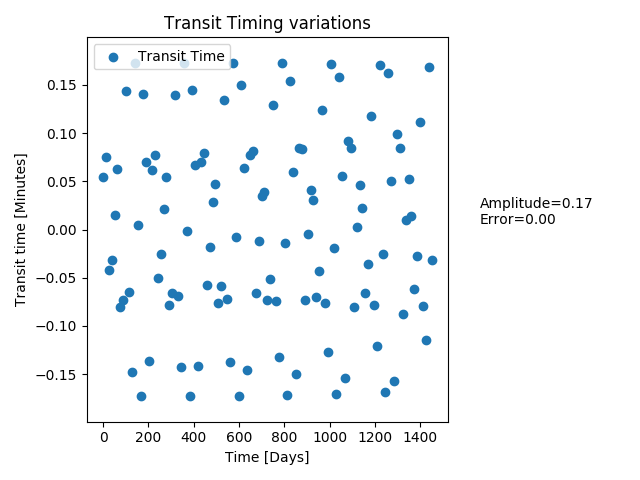 Transit Timing variations
Transit Time
0.15
0.10
0.05
0.00
−0.05
−0.10
−0.15
Transit time [Minutes]
0 200 400 600 800 1000 1200 1400
Time [Days]
Amplitude=0.17
Error=0.00